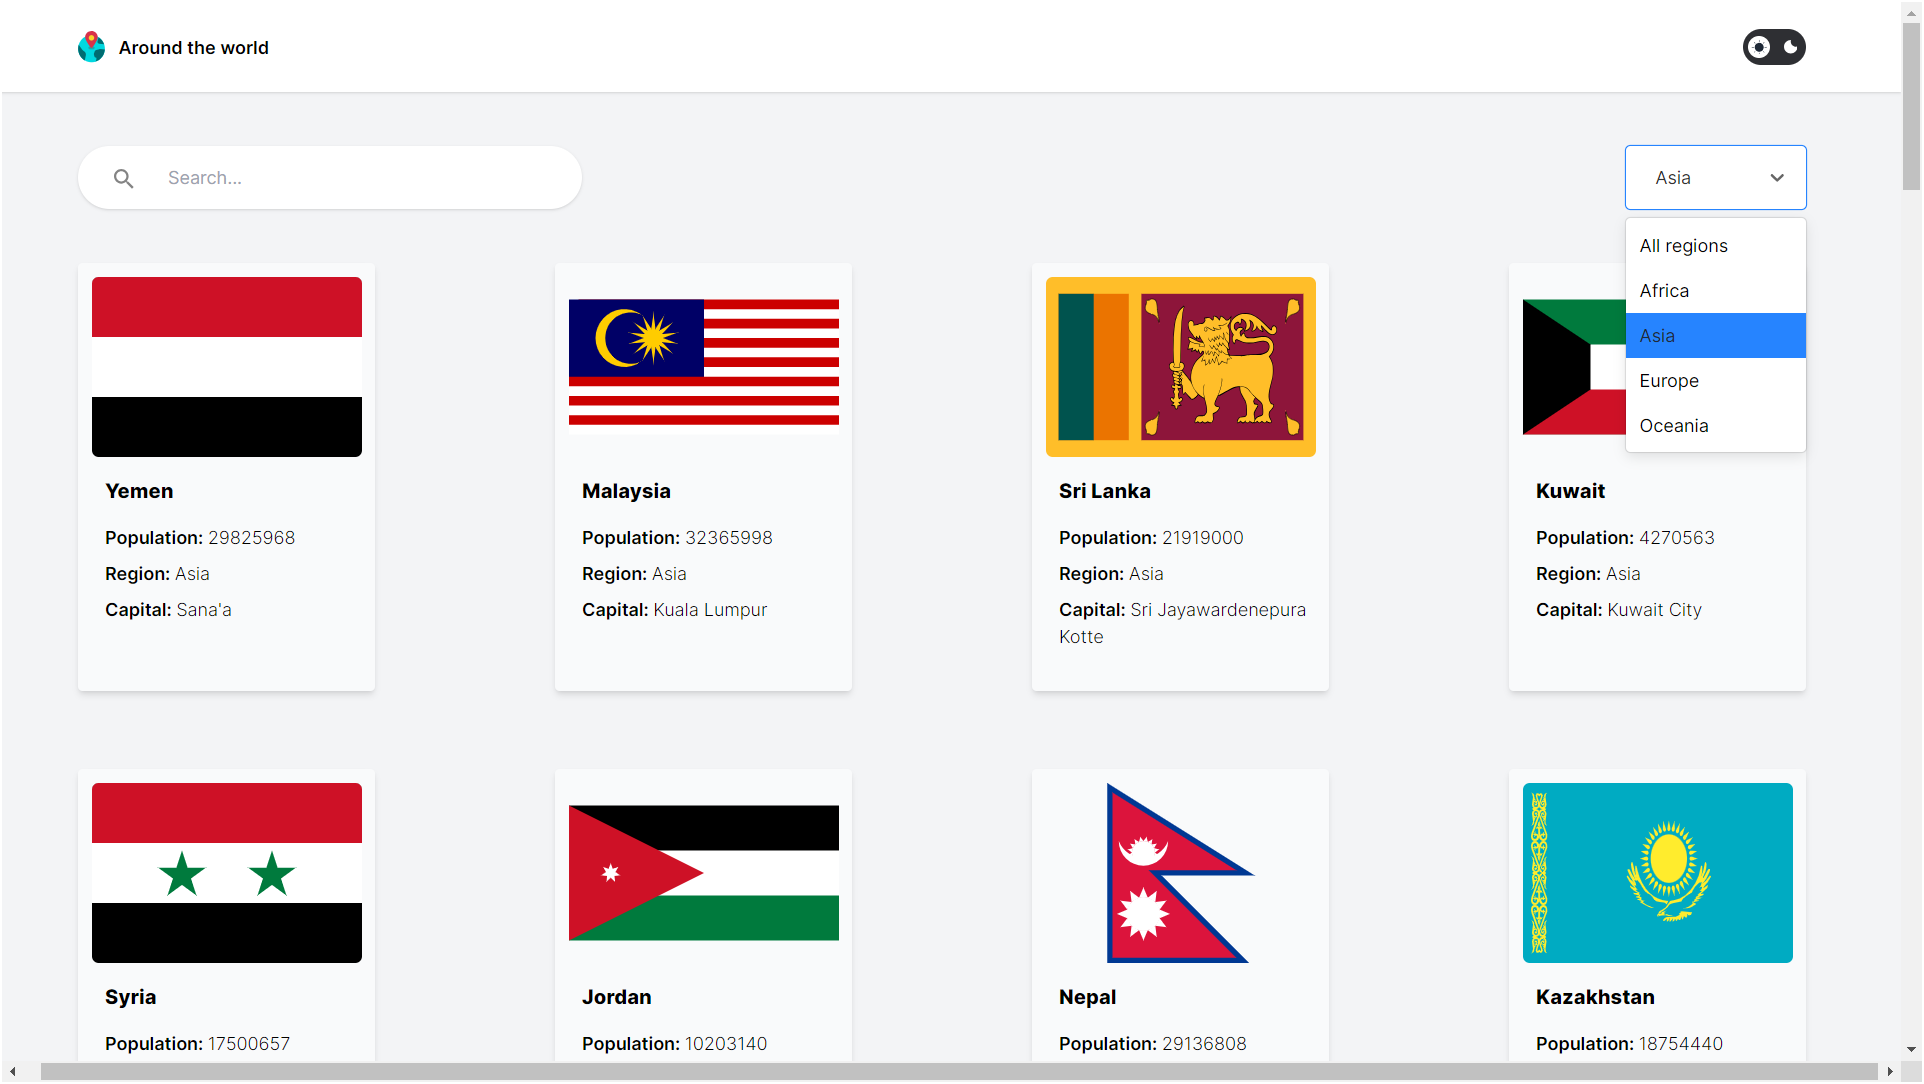 Around the world
Search...
Asia
All regions
Africa
Asia
Europe
Oceania
Yemen
Population: 29825968
Region: Asia
Capital: Sana'a
Malaysia
Population: 32365998
Region: Asia
Capital: Kuala Lumpur
Sri Lanka
Population: 21919000
Region: Asia
Capital: Sri Jayawardenepura
Kotte
Kuwait
Population: 4270563
Region: Asia
Capital: Kuwait City
Syria
Population: 17500657
Jordan
Population: 10203140
Nepal
Population: 29136808
Kazakhstan
Population: 18754440